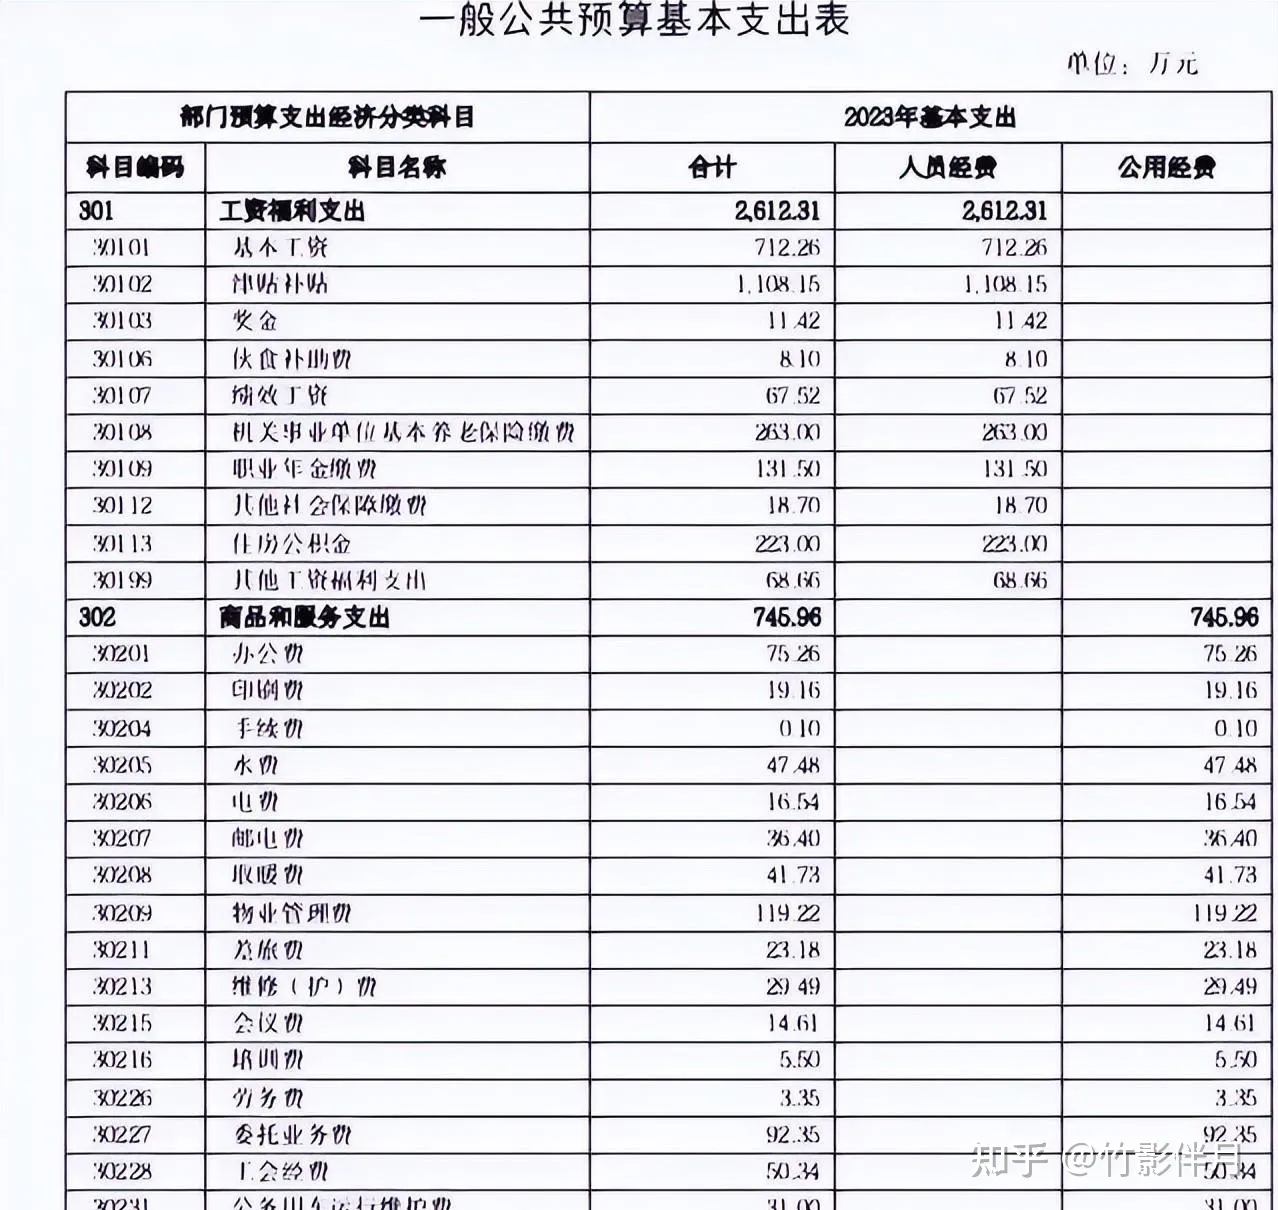 一般公共预算基本支出表
单位：万元
部门预算支出经济分类科目 2023年基本支出
科目编码 科目名称 合计 人员经费 公用经费
301 工资福利支出 2,612.31 2,612.31
30101 基本工资 712.26 712.26
30102 津贴补贴 1,108.15 1,108.15
30103 奖金 11.42 11.42
30106 伙食补助费 8.10 8.10
30107 绩效工资 67.52 67.52
30108 机关事业单位基本养老保险缴费 263.00 263.00
30109 职业年金缴费 131.50 131.50
30112 其他社会保障缴费 18.70 18.70
30113 住房公积金 223.00 223.00
30199 其他工资福利支出 68.66 68.66
302 商品和服务支出 745.96 745.96
30201 办公费 75.26 75.26
30202 印刷费 19.16 19.16
30204 手续费 0.10 0.10
30205 水费 47.48 47.48
30206 电费 16.54 16.54
30207 邮电费 36.40 36.40
30208 取暖费 41.73 41.73
30209 物业管理费 119.22 119.22
30211 差旅费 23.18 23.18
30213 维修（护）费 29.49 29.49
30215 会议费 14.61 14.61
30216 培训费 5.50 5.50
30226 劳务费 3.35 3.35
30227 委托业务费 92.35 92.35
30228 工会经费 50.34 50.34
30231 公务用车运行维护费 31.00 31.00
知乎 @竹影伴月